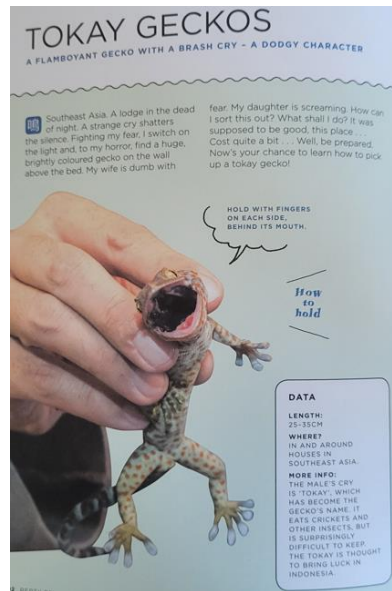 TOKAY GECKOS
A FLAMBOYANT GECKO WITH A BRASH CRY – A DODGY CHARACTER
Southeast Asia. A lodge in the dead
of night. A strange cry shatters
the silence. Fighting my fear, I switch on
the light and, to my horror, find a huge,
brightly coloured gecko on the wall
above the bed. My wife is dumb with
fear. My daughter is screaming. How can
I sort this out? What shall I do? It was
supposed to be good, this place . . .
Cost quite a bit . . . Well, be prepared.
Now's your chance to learn how to pick
up a tokay gecko!
HOLD WITH FINGERS
ON EACH SIDE,
BEHIND ITS MOUTH.
How
to
hold
DATA
LENGTH:
25–35CM
WHERE?
IN AND AROUND
HOUSES IN
SOUTHEAST ASIA.
MORE INFO:
THE MALE'S CRY
IS 'TOKAY', WHICH
HAS BECOME THE
GECKO'S NAME. IT
EATS CRICKETS AND
OTHER INSECTS, BUT
IS SURPRISINGLY
DIFFICULT TO KEEP.
THE TOKAY IS THOUGHT
TO BRING LUCK IN
INDONESIA.